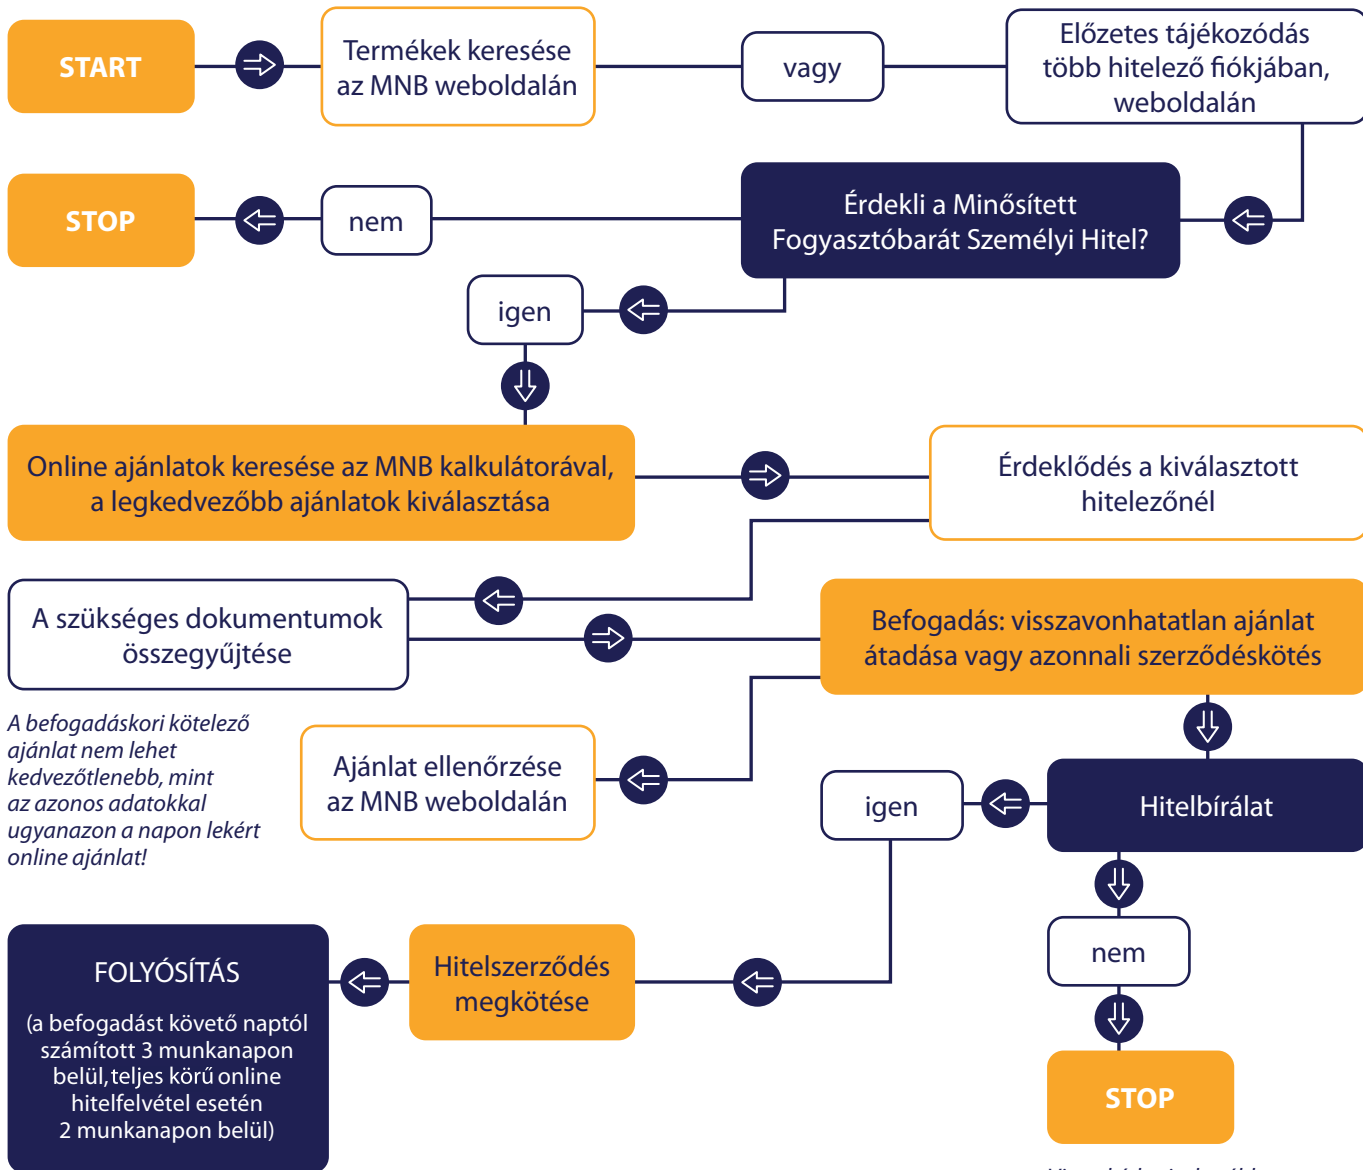 START
Termékek keresése
az MNB weboldalán
vagy
Előzetes tájékozódás
több hitelező fiókjában,
weboldalán
STOP
nem
Érdekli a Minősített
Fogyasztóbarát Személyi Hitel?
igen
Online ajánlatok keresése az MNB kalkulátorával,
a legkedvezőbb ajánlatok kiválasztása
Érdeklődés a kiválasztott
hitelezőnél
A szükséges dokumentumok
összegyűjtése
Befogadás: visszavonhatatlan ajánlat
átadása vagy azonnali szerződéskötés
A befogadáskori kötelező
ajánlat nem lehet
kedvezőtlenebb, mint
az azonos adatokkal
ugyanazon a napon lekért
online ajánlat!
Ajánlat ellenőrzése
az MNB weboldalán
igen
Hitelbírálat
nem
FOLYÓSÍTÁS
(a befogadást követő naptól
számított 3 munkanapon
belül, teljes körű online
hitelfelvétel esetén
2 munkanapon belül)
Hitelszerződés
megkötése
STOP